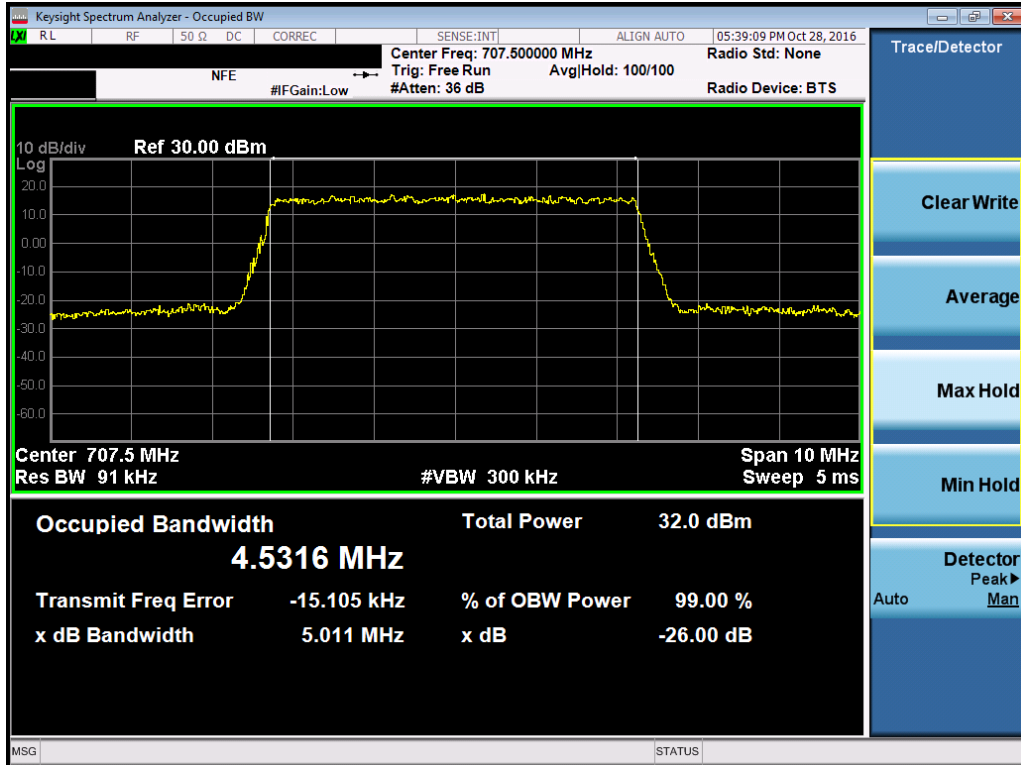 Keysight Spectrum Analyzer - Occupied BW
LXI RL RF 50 Ω DC CORREC SENSE:INT ALIGN AUTO 05:39:09 PM Oct 28, 2016
Center Freq: 707.500000 MHz Radio Std: None
NFE Trig: Free Run Avg|Hold: 100/100
#IFGain:Low #Atten: 36 dB Radio Device: BTS
Trace/Detector
10 dB/div Ref 30.00 dBm
Log
20.0
10.0
0.00
-10.0
-20.0
-30.0
-40.0
-50.0
-60.0
Center 707.5 MHz Span 10 MHz
Res BW 91 kHz #VBW 300 kHz Sweep 5 ms
Occupied Bandwidth Total Power 32.0 dBm
4.5316 MHz
Transmit Freq Error -15.105 kHz % of OBW Power 99.00 %
x dB Bandwidth 5.011 MHz x dB -26.00 dB
Clear Write
Average
Max Hold
Min Hold
Detector
Peak▶
Auto Man
MSG STATUS